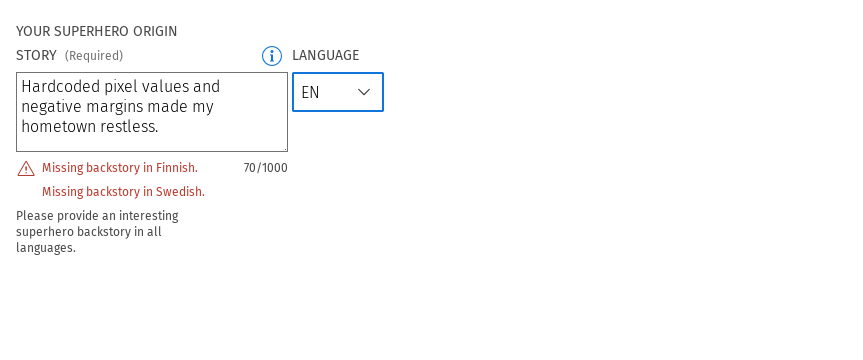 YOUR SUPERHERO ORIGIN
STORY (Required)
LANGUAGE
Hardcoded pixel values and
negative margins made my
hometown restless.
EN
Missing backstory in Finnish.
70/1000
Missing backstory in Swedish.
Please provide an interesting
superhero backstory in all
languages.